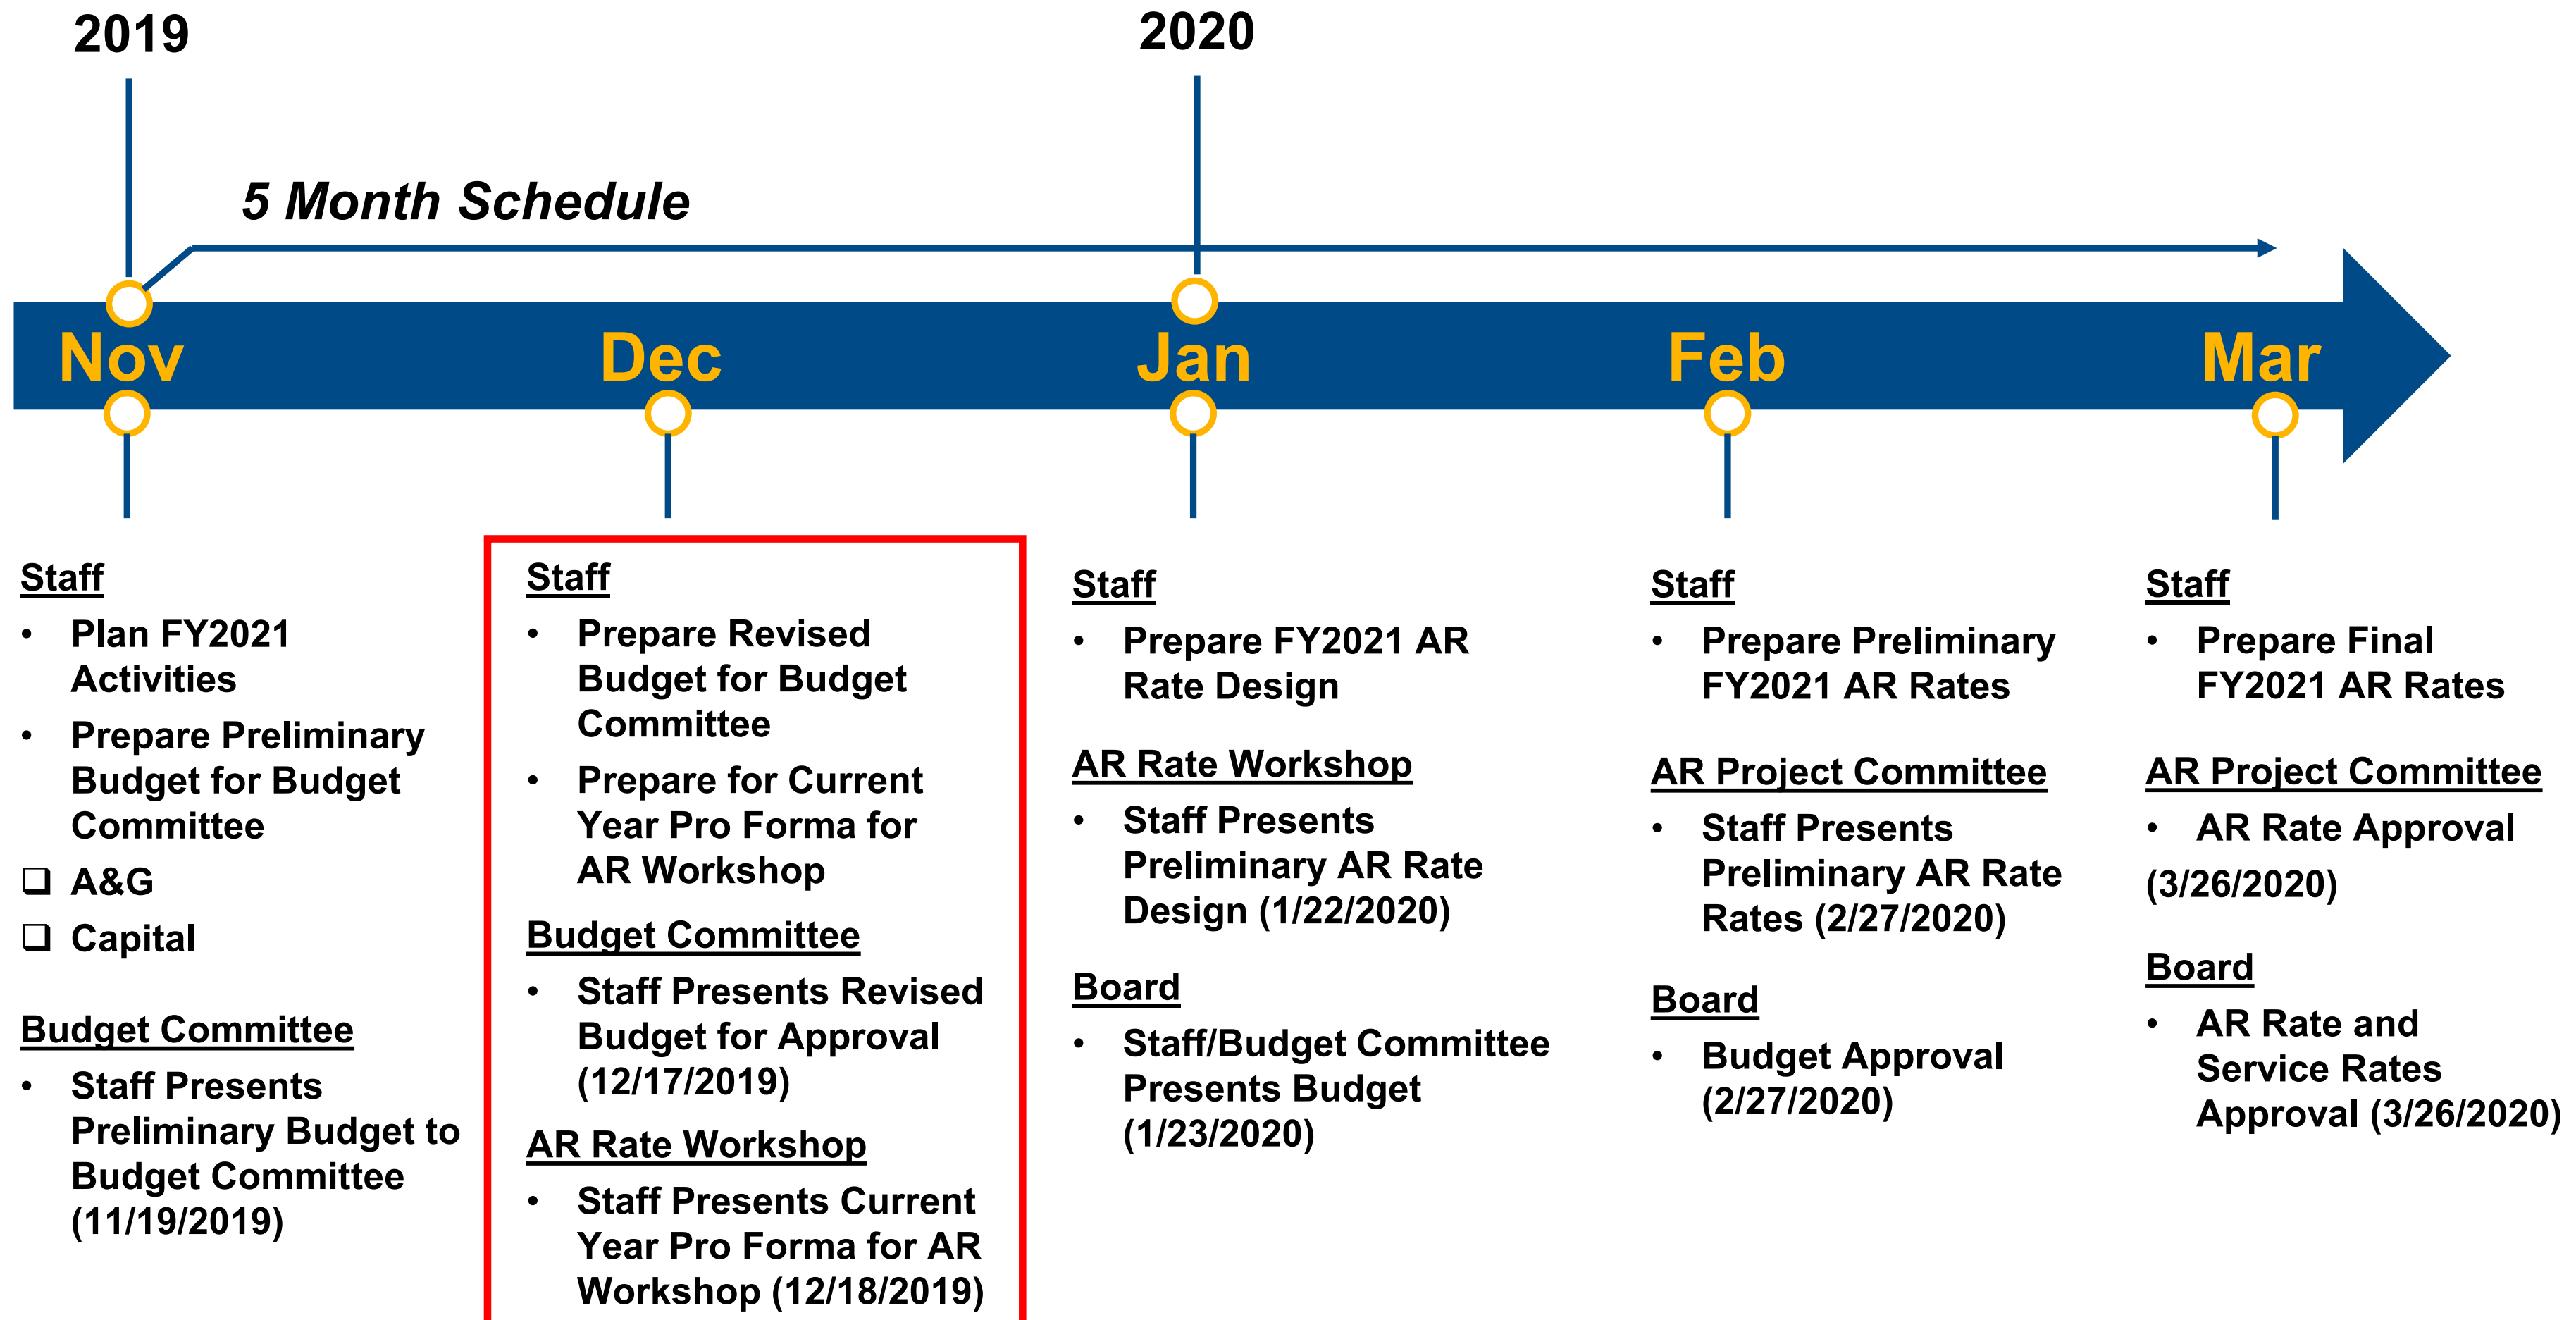 2019
2020
5 Month Schedule
Nov
Dec
Jan
Feb
Mar
Staff
• Plan FY2021
Activities
• Prepare Preliminary
Budget for Budget
Committee
❑ A&G
❑ Capital
Budget Committee
• Staff Presents
Preliminary Budget to
Budget Committee
(11/19/2019)
Staff
• Prepare Revised
Budget for Budget
Committee
• Prepare for Current
Year Pro Forma for
AR Workshop
Budget Committee
• Staff Presents Revised
Budget for Approval
(12/17/2019)
AR Rate Workshop
• Staff Presents Current
Year Pro Forma for AR
Workshop (12/18/2019)
Staff
• Prepare FY2021 AR
Rate Design
AR Rate Workshop
• Staff Presents
Preliminary AR Rate
Design (1/22/2020)
Board
• Staff/Budget Committee
Presents Budget
(1/23/2020)
Staff
• Prepare Preliminary
FY2021 AR Rates
AR Project Committee
• Staff Presents
Preliminary AR Rate
Rates (2/27/2020)
Board
• Budget Approval
(2/27/2020)
Staff
• Prepare Final
FY2021 AR Rates
AR Project Committee
• AR Rate Approval
(3/26/2020)
Board
• AR Rate and
Service Rates
Approval (3/26/2020)